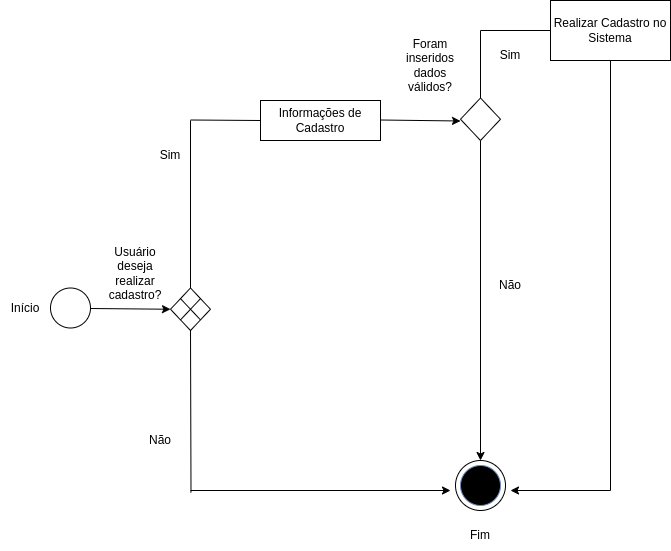 Realizar Cadastro no
Sistema
Foram
inseridos
dados
válidos?
Sim
Informações de
Cadastro
Sim
Usuário
deseja
realizar
cadastro?
Início
Não
Não
Fim